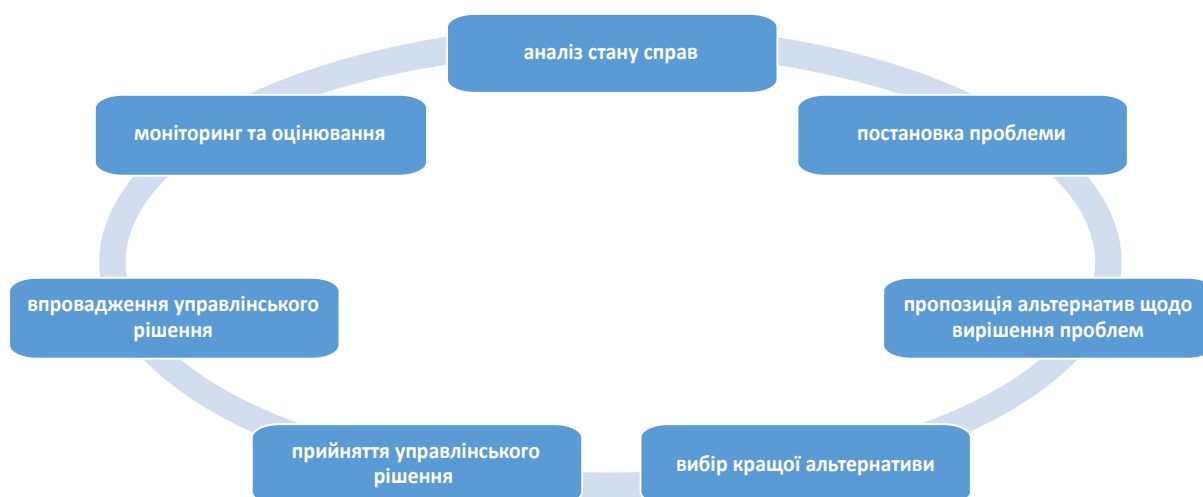 аналіз стану справ
постановка проблеми
пропозиція альтернатив щодо
вирішення проблем
вибір кращої альтернативи
прийняття управлінського
рішення
впровадження управлінського
рішення
моніторинг та оцінювання